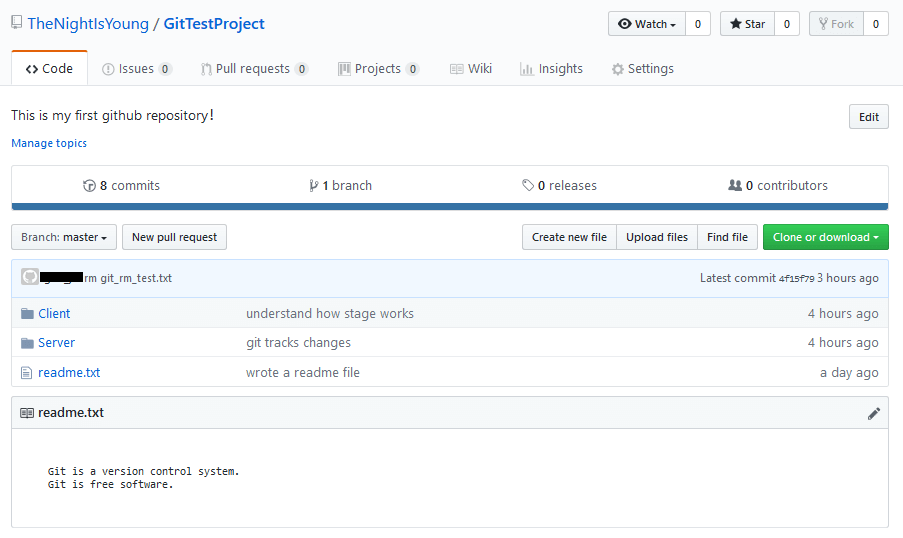 TheNightIsYoung / GitTestProject
Watch 0 Star 0 Fork 0
Code Issues 0 Pull requests 0 Projects 0 Wiki Insights Settings
This is my first github repository! Edit
Manage topics
8 commits 1 branch 0 releases 0 contributors
Branch: master New pull request Create new file Upload files Find file Clone or download
rm git_rm_test.txt Latest commit 4f15f79 3 hours ago
Client understand how stage works 4 hours ago
Server git tracks changes 4 hours ago
readme.txt wrote a readme file a day ago
readme.txt
Git is a version control system.
Git is free software.